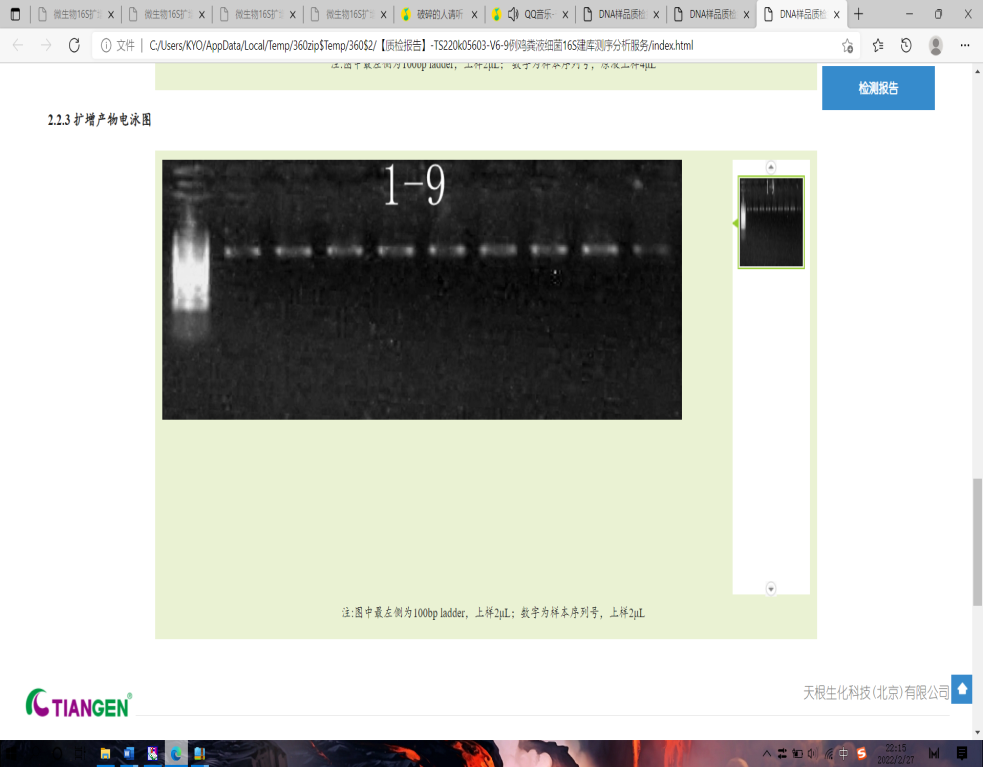 微生物16S扩
微生物16S扩
微生物16S扩
微生物16S扩
破碎的人请听
QQ音乐-
DNA样品质检
DNA样品质检
DNA样品质检
文件 C:/Users/KYO/AppData/Local/Temp/360zip$Temp/360$2/【质检报告】-TS220k05603-V6-9例鸡粪液细菌16S建库测序分析服务/index.html
注:图中最左侧为100bp ladder，上样2μL；数字为样本序列号，原液上样4μL
检测报告
2.2.3 扩增产物电泳图
1-9
注:图中最左侧为100bp ladder，上样2μL；数字为样本序列号，上样2μL
TIANGEN®
天根生化科技(北京)有限公司
中
22:15
2022/2/27